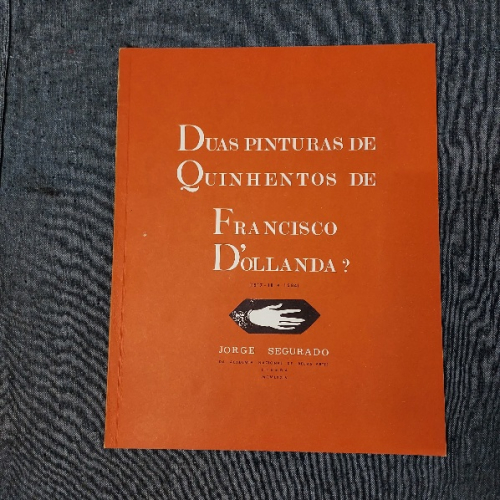 DUAS PINTURAS DE
QUINHENTOS DE
FRANCISCO
D'OLLANDA?
JORGE SEGURADO